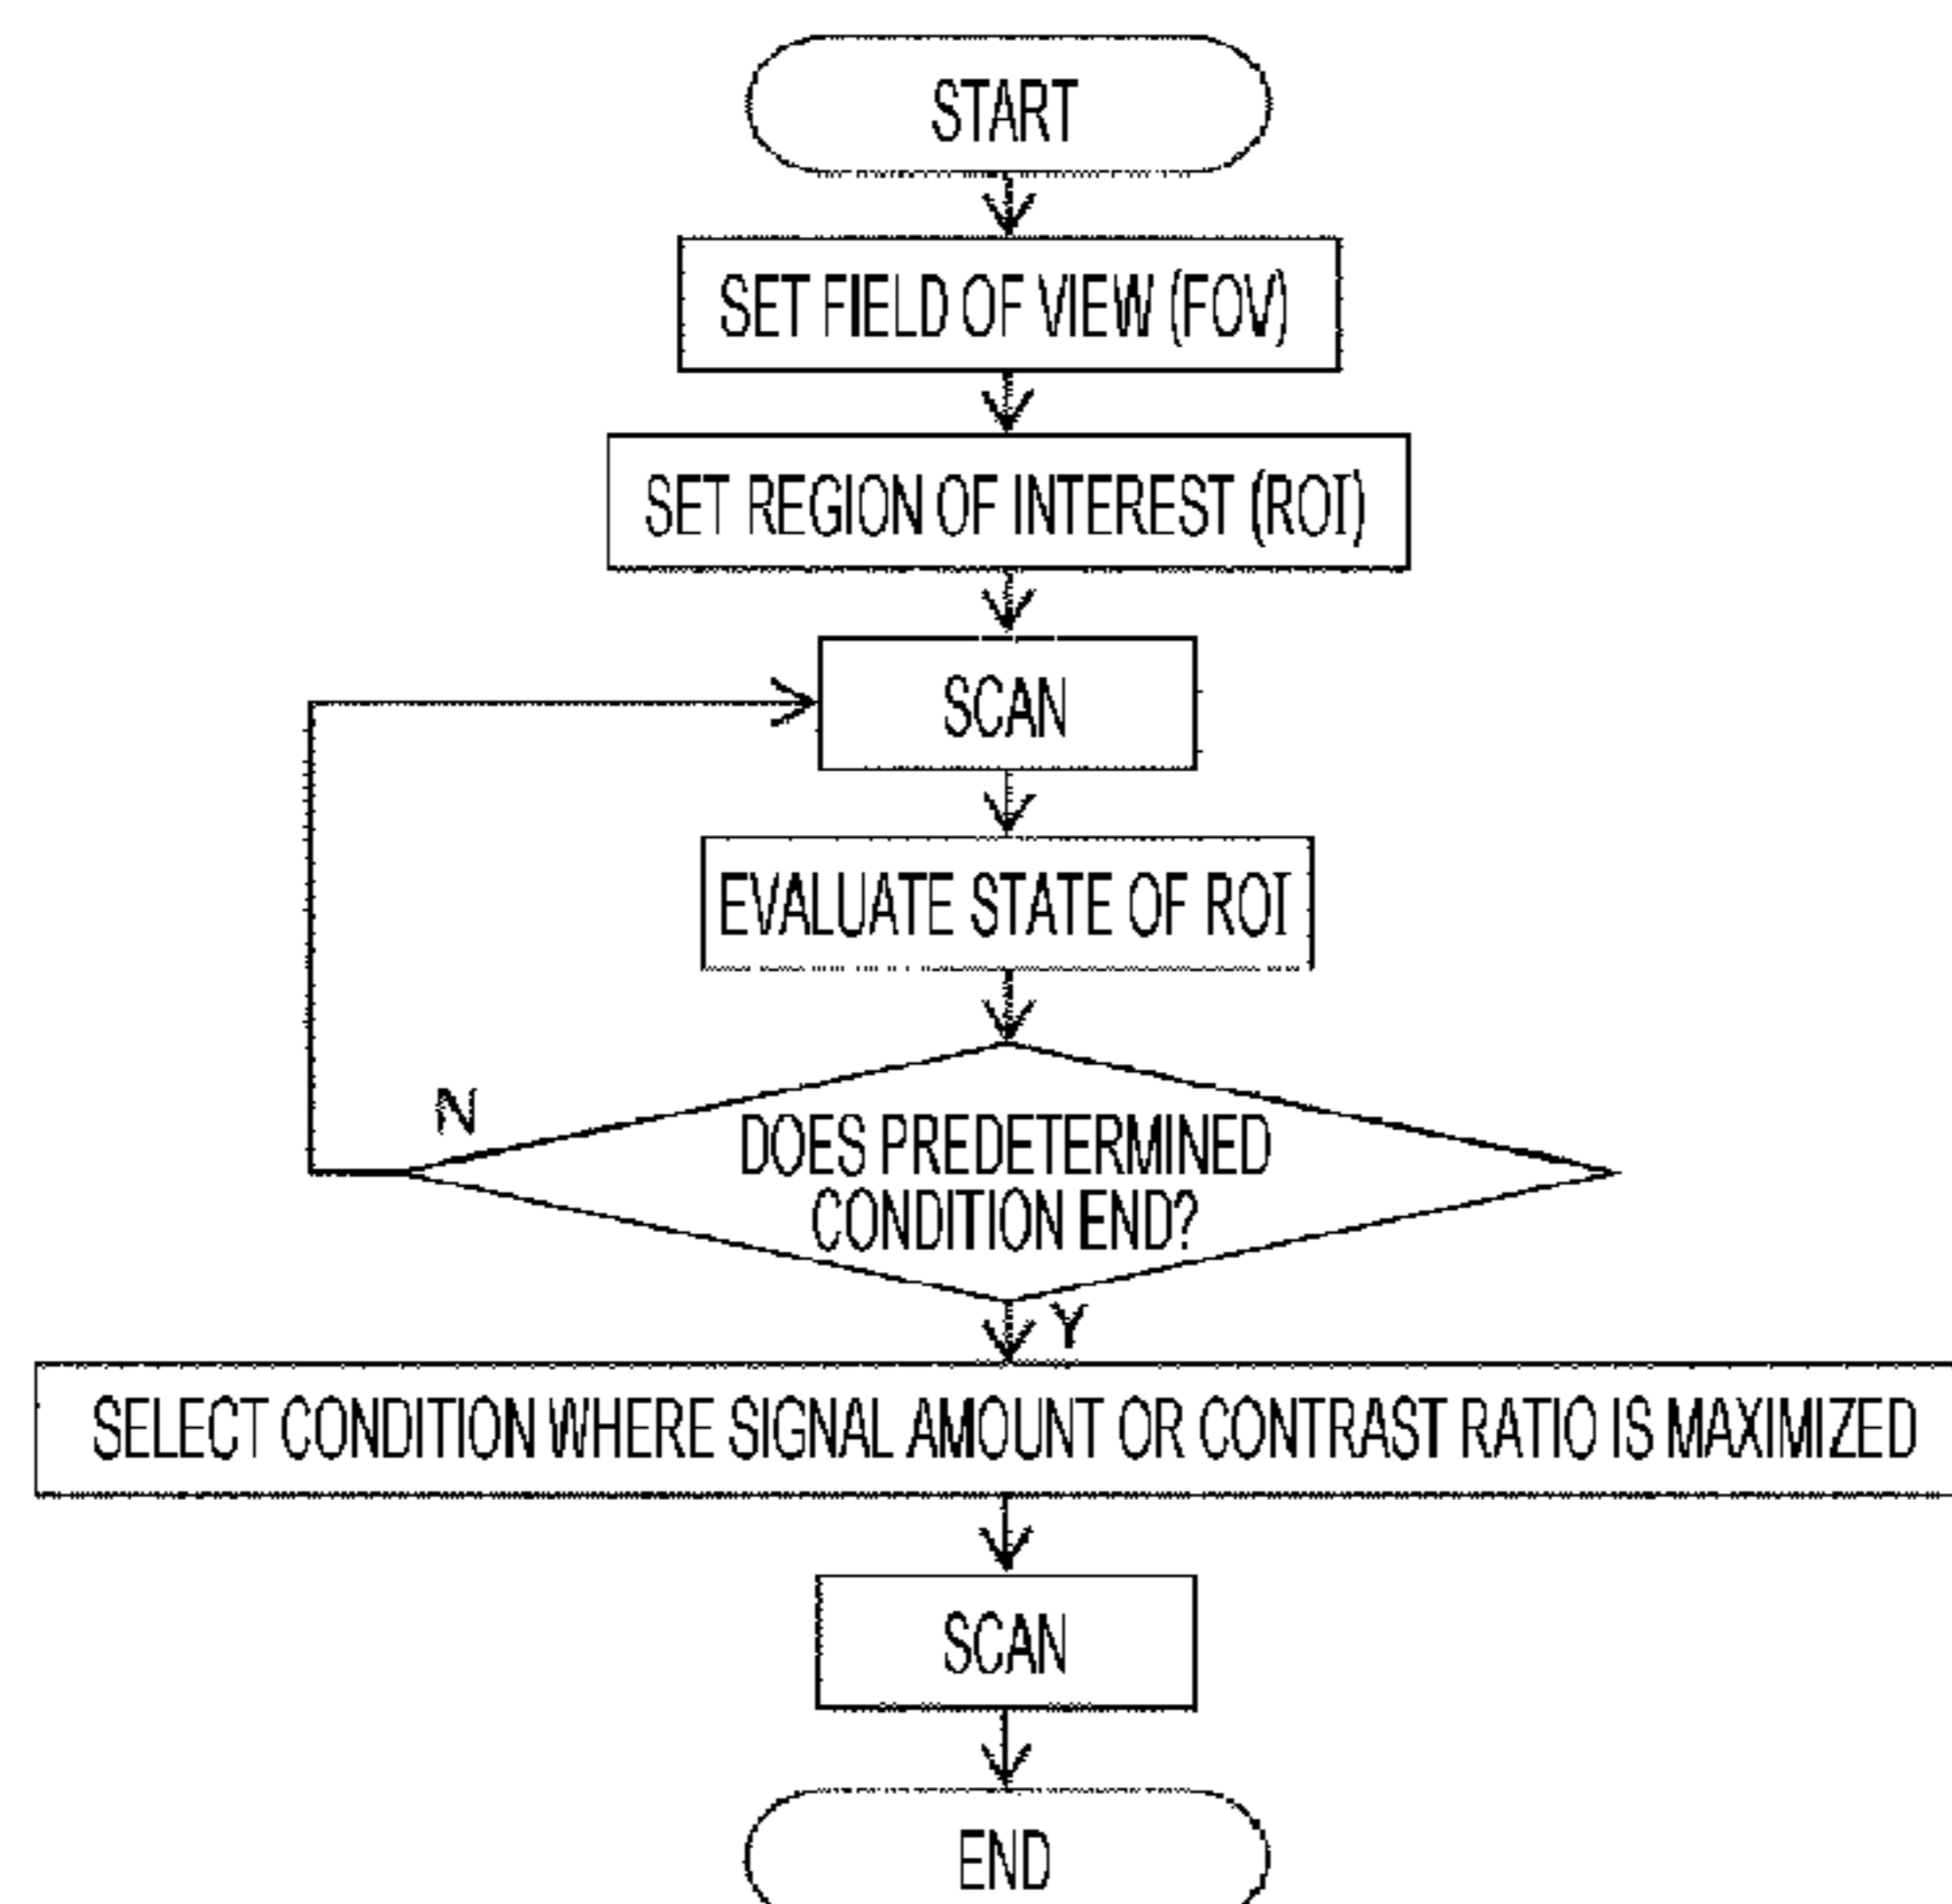 START
SET FIELD OF VIEW (FOV)
SET REGION OF INTEREST (ROI)
SCAN
EVALUATE STATE OF ROI
N
DOES PREDETERMINED
CONDITION END?
Y
SELECT CONDITION WHERE SIGNAL AMOUNT OR CONTRAST RATIO IS MAXIMIZED
SCAN
END